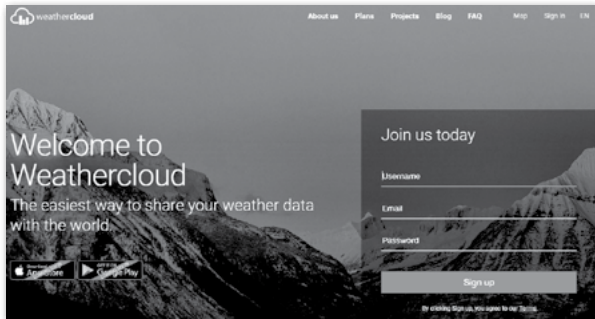 weathercloud
About us Plans Projects Blog FAQ Map Sign in EN
Welcome to
Weathercloud
The easiest way to share your weather data
with the world.
Join us today
Username
Email
Password
App Store
Google Play
Sign up
By clicking Sign up, you agree to our Terms.